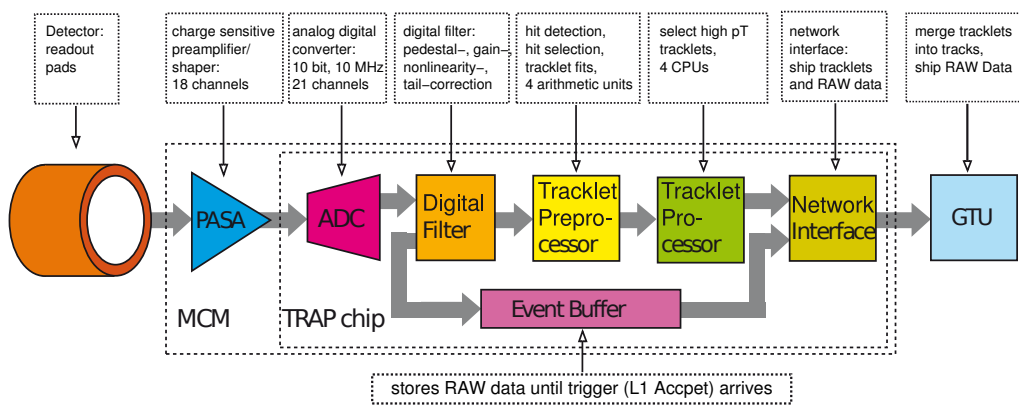 Detector:
readout
pads
charge sensitive
preamplifier/
shaper:
18 channels
analog digital
converter:
10 bit, 10 MHz
21 channels
digital filter:
pedestal−, gain−,
nonlinearity−,
tail−correction
hit detection,
hit selection,
tracklet fits,
4 arithmetic units
select high pT
tracklets,
4 CPUs
network
interface:
ship tracklets
and RAW data
merge tracklets
into tracks,
ship RAW Data
PASA
ADC
Digital
Filter
Tracklet
Prepro-
cessor
Tracklet
Pro-
cessor
Network
Interface
GTU
MCM
TRAP chip
Event Buffer
stores RAW data until trigger (L1 Accpet) arrives